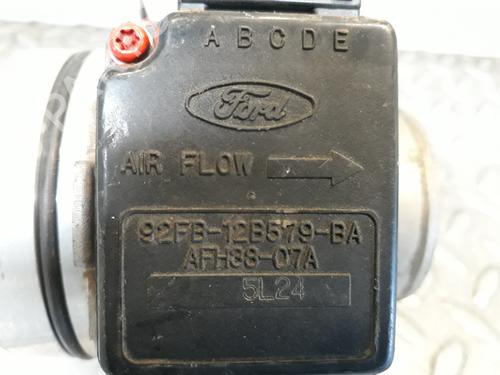 A B C D E
Ford
AIR FLOW
92FB-12B579-BA
AFH38-07A
5L24